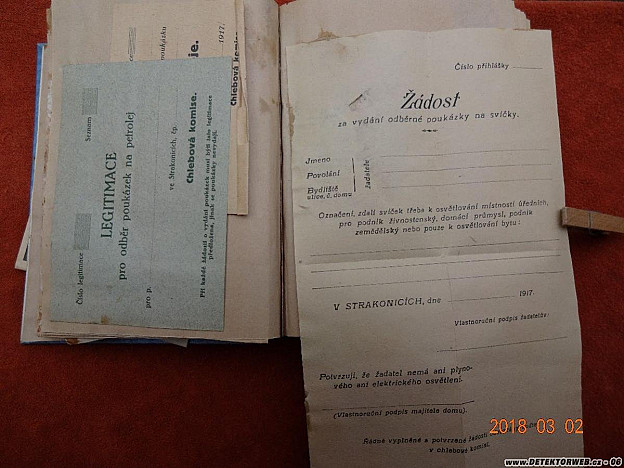 Číslo legitimace
Seznam
LEGITIMACE
pro odběr poukázek na petrolej
pro p.
ve Strakonicích, čp.
Chlebová komise.
Při každé žádosti o vydání poukázek musí býti tato legitimace
předložena, jinak se poukázky nevydají.
1917.
Chlebová komise.
Číslo přihlášky
Žádost
za vydání odběrné poukázky na svíčky.
Jmeno
Povolání
Bydliště
ulice, č. domu
žadatele
Označení, zdali svíček třeba k osvětlování místností úředních,
pro podnik živnostenský, domácí průmysl, podnik
zemědělský nebo pouze k osvětlování bytu:
V STRAKONICÍCH, dne 1917.
Vlastnoruční podpis žadatelův:
Potvrzuji, že žadatel nemá ani plyno-
vého ani elektrického osvětlení.
(Vlastnoruční podpis majitele domu.)
Řádně vyplněné a potvrzené žádosti
v chlebové komisi.
2018 03 02
www.DETEKTORWEB.cz - 06